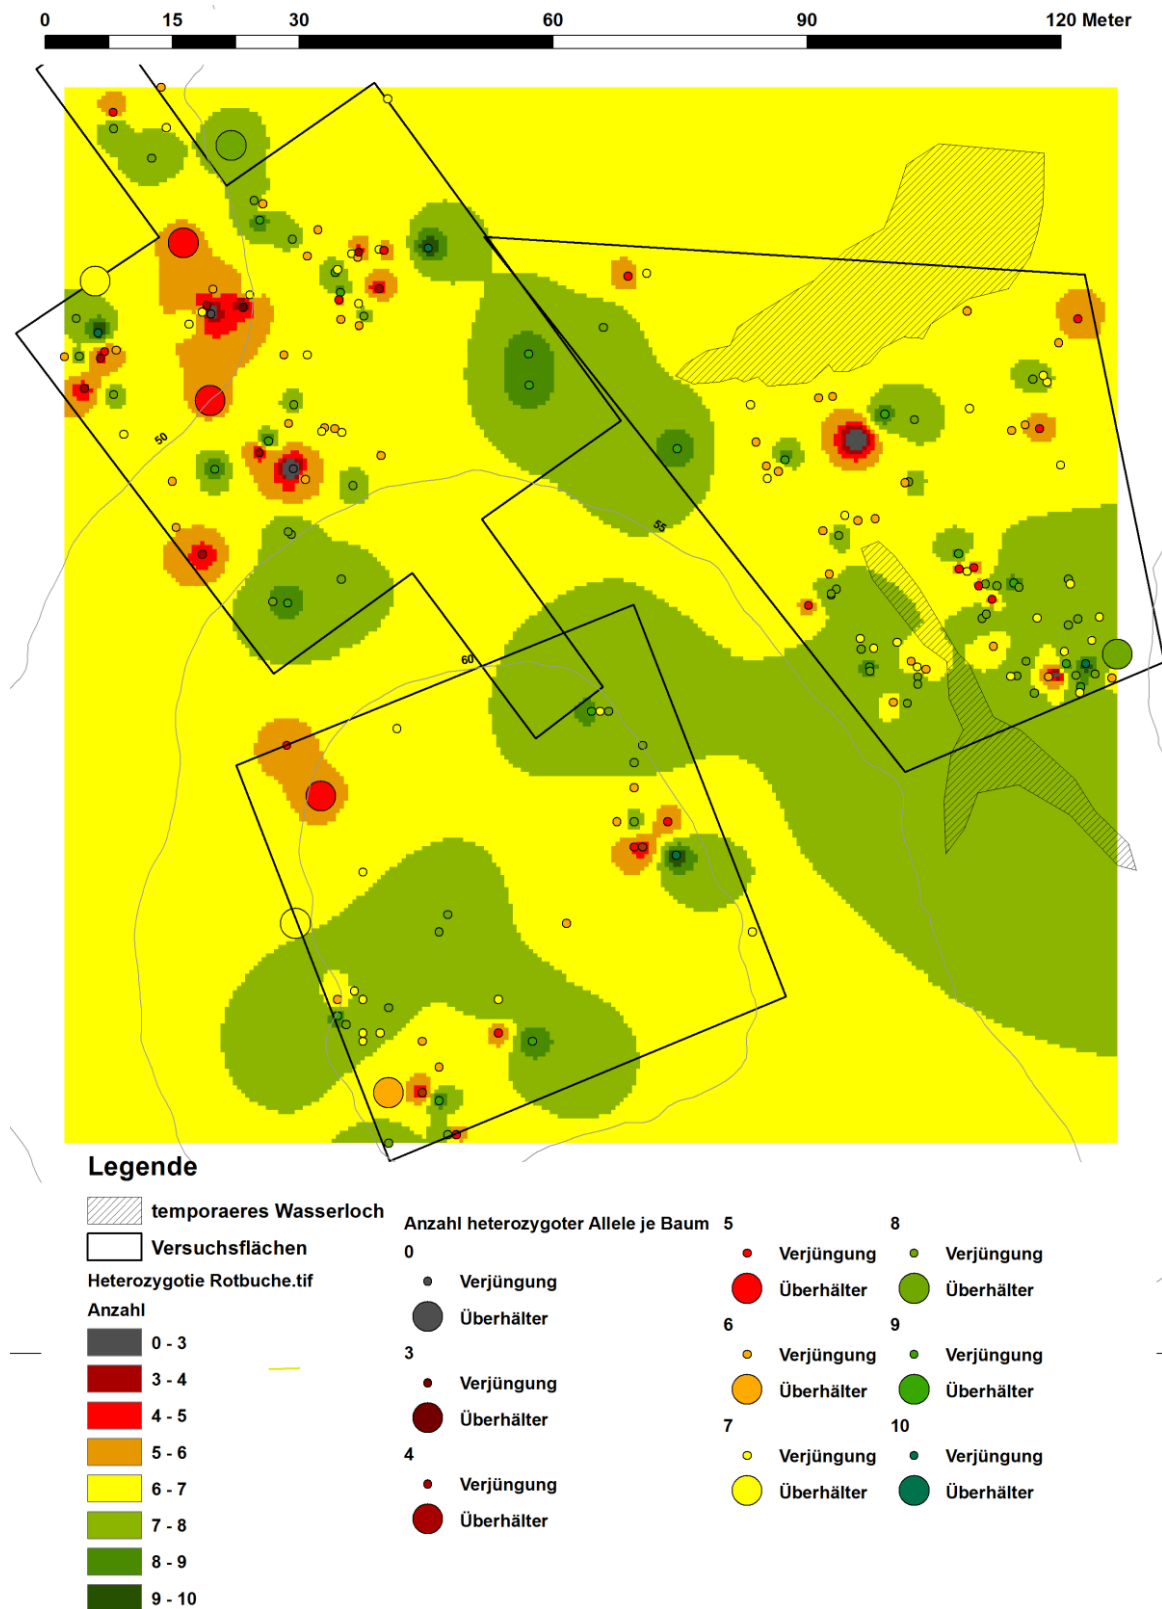 0 15 30 60 90 120 Meter
50
55
60
Legende
temporaeres Wasserloch
Versuchsflächen
Heterozygotie Rotbuche.tif
Anzahl
0 - 3
3 - 4
4 - 5
5 - 6
6 - 7
7 - 8
8 - 9
9 - 10
Anzahl heterozygoter Allele je Baum
0
Verjüngung
Überhälter
3
Verjüngung
Überhälter
4
Verjüngung
Überhälter
5
Verjüngung
Überhälter
6
Verjüngung
Überhälter
7
Verjüngung
Überhälter
8
Verjüngung
Überhälter
9
Verjüngung
Überhälter
10
Verjüngung
Überhälter